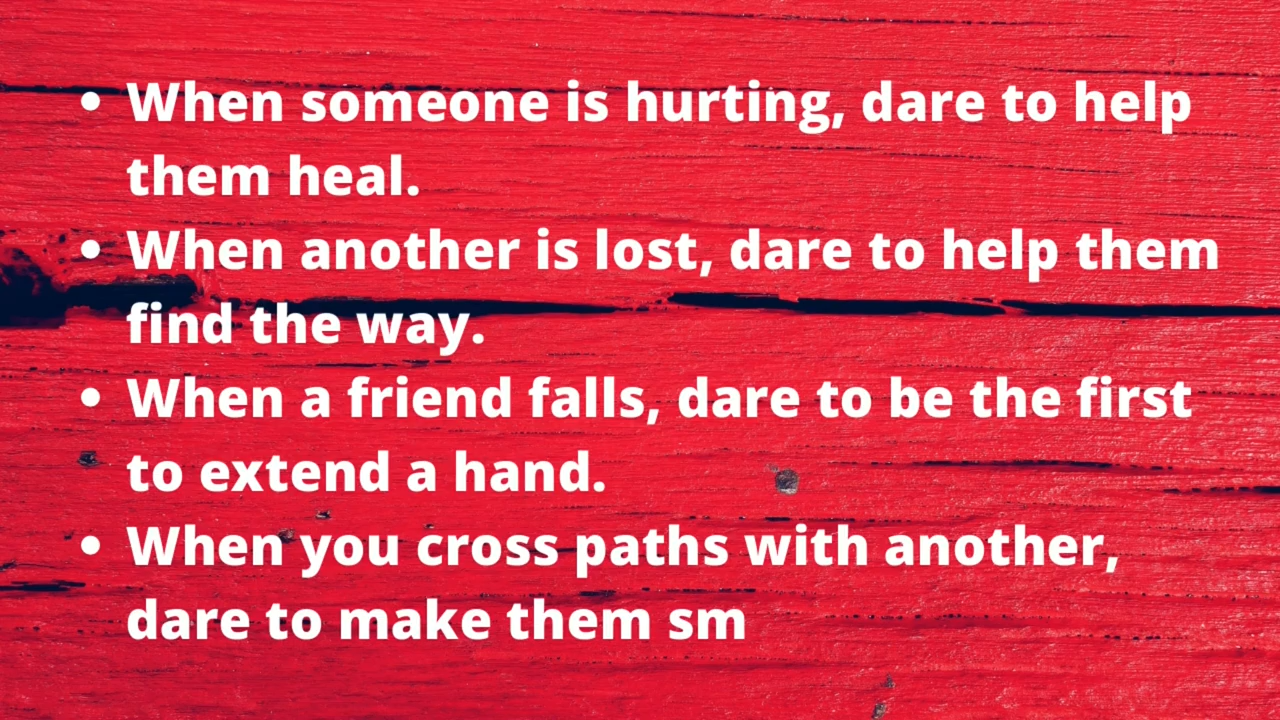 • When someone is hurting, dare to help
them heal.
• When another is lost, dare to help them
find the way.
• When a friend falls, dare to be the first
to extend a hand.
• When you cross paths with another,
dare to make them sm